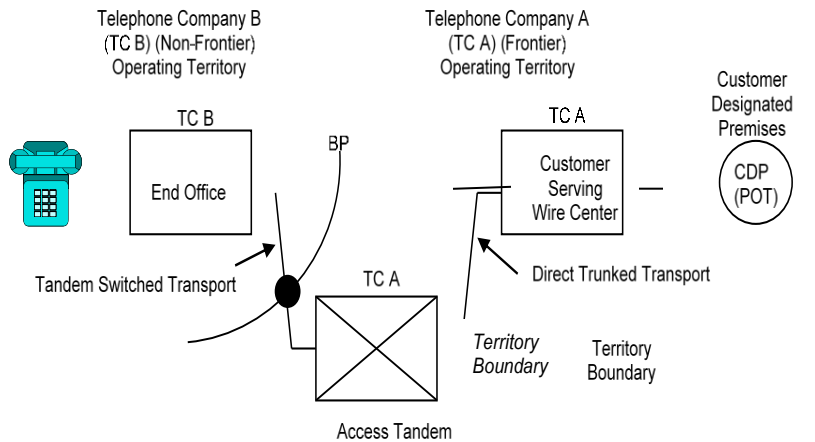 Telephone Company B
(TC B) (Non-Frontier)
Operating Territory
Telephone Company A
(TC A) (Frontier)
Operating Territory
Customer
Designated
Premises
TC B
End Office
BP
TC A
Customer
Serving
Wire Center
CDP
(POT)
Tandem Switched Transport
TC A
Direct Trunked Transport
Territory
Boundary
Territory
Boundary
Access Tandem